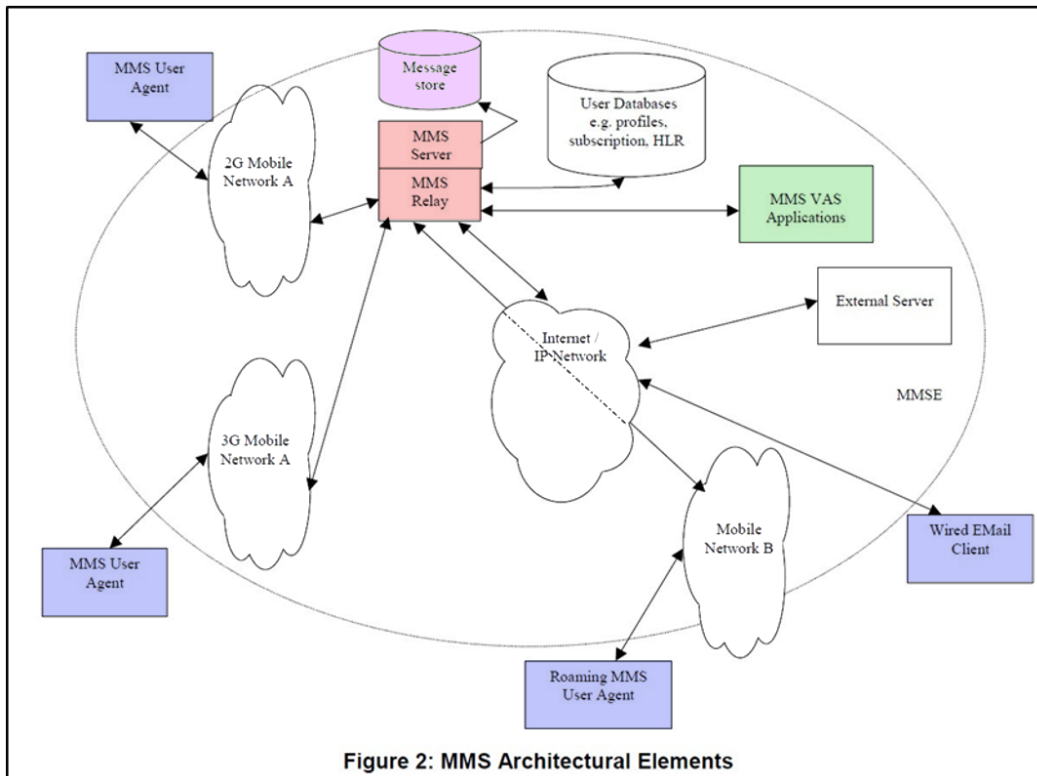 MMS User
Agent
Message
store
User Databases
e.g. profiles,
subscription, HLR
MMS
Server
2G Mobile
Network A
MMS
Relay
MMS VAS
Applications
External Server
Internet /
IP Network
MMSE
3G Mobile
Network A
Mobile
Network B
Wired EMail
Client
MMS User
Agent
Roaming MMS
User Agent
Figure 2: MMS Architectural Elements